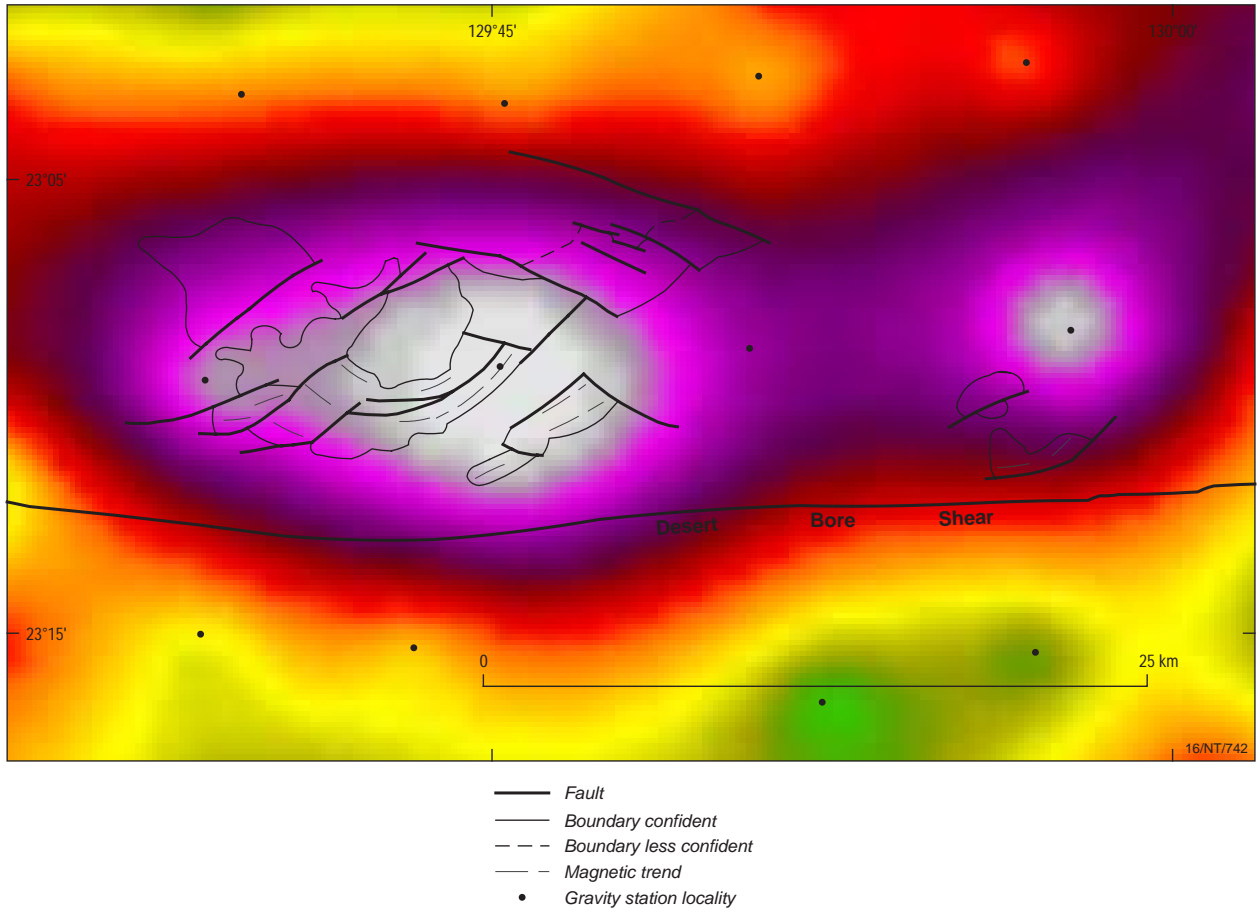 129°45'
130°00'
23°05'
Desert Bore Shear
23°15'
0
25 km
16/NT/742
Fault
Boundary confident
Boundary less confident
Magnetic trend
Gravity station locality